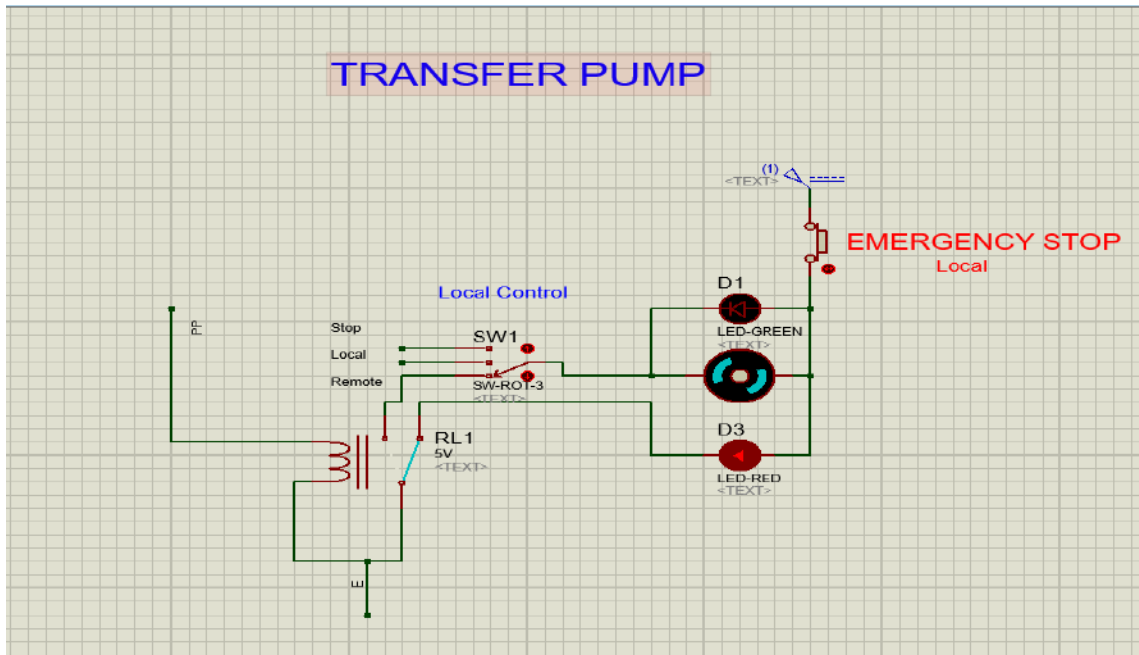 TRANSFER PUMP
(1)
<TEXT>
EMERGENCY STOP
Local
D1
LED-GREEN
<TEXT>
Local Control
PP
Stop
Local
Remote
SW1
SW-ROT-3
<TEXT>
RL1
5V
<TEXT>
D3
LED-RED
<TEXT>
E